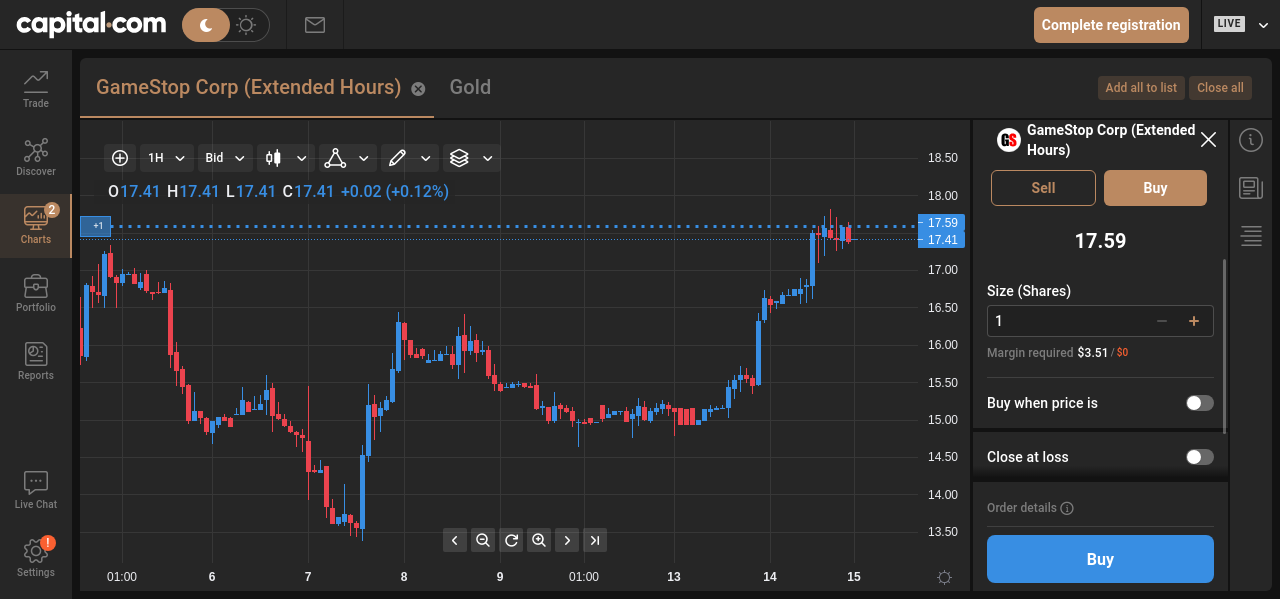 capital.com
Complete registration
LIVE
Trade
Discover
2
Charts
Portfolio
Reports
Live Chat
!
Settings
GameStop Corp (Extended Hours)
Gold
Add all to list
Close all
1H
Bid
O17.41 H17.41 L17.41 C17.41 +0.02 (+0.12%)
+1
18.50
18.00
17.59
17.41
17.00
16.50
16.00
15.50
15.00
14.50
14.00
13.50
01:00
6
7
8
9
01:00
13
14
15
GS
GameStop Corp (Extended
Hours)
Sell
Buy
17.59
Size (Shares)
1
Margin required $3.51 / $0
Buy when price is
Close at loss
Order details
Buy